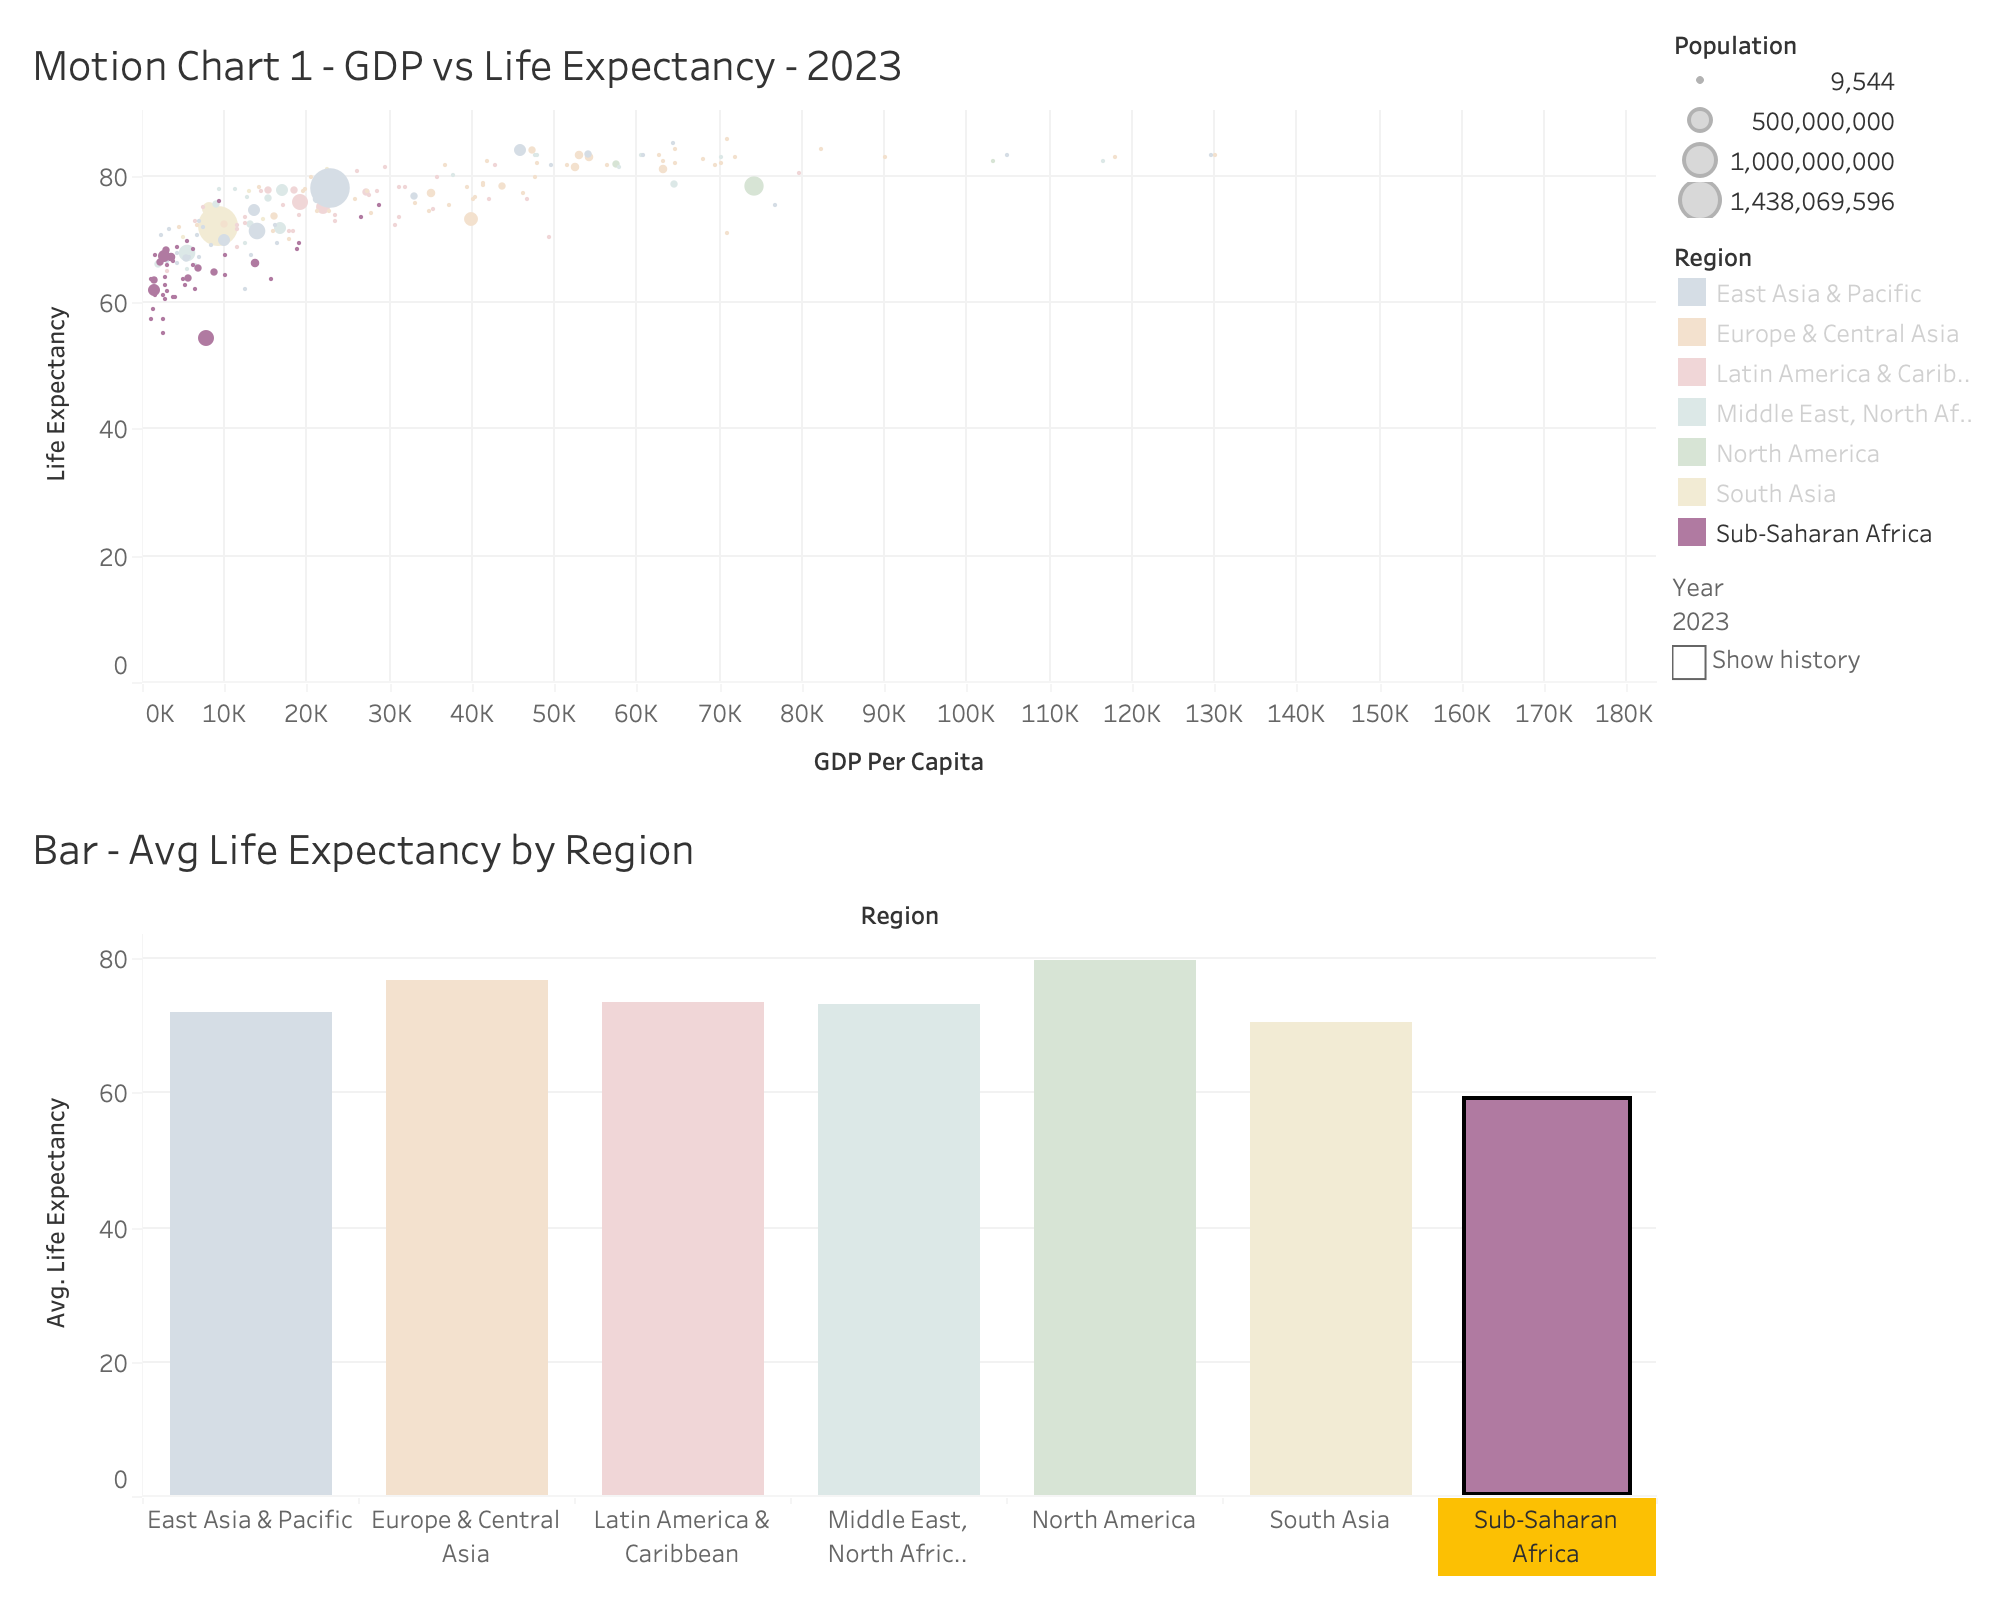 Motion Chart 1 - GDP vs Life Expectancy - 2023
80
60
40
20
0
Life Expectancy
0K 10K 20K 30K 40K 50K 60K 70K 80K 90K 100K 110K 120K 130K 140K 150K 160K 170K 180K
GDP Per Capita
Population
9,544
500,000,000
1,000,000,000
1,438,069,596
Region
East Asia & Pacific
Europe & Central Asia
Latin America & Carib..
Middle East, North Af..
North America
South Asia
Sub-Saharan Africa
Year
2023
Show history
Bar - Avg Life Expectancy by Region
Region
80
60
40
20
0
Avg. Life Expectancy
East Asia & Pacific
Europe & Central
Asia
Latin America &
Caribbean
Middle East,
North Afric..
North America
South Asia
Sub-Saharan
Africa